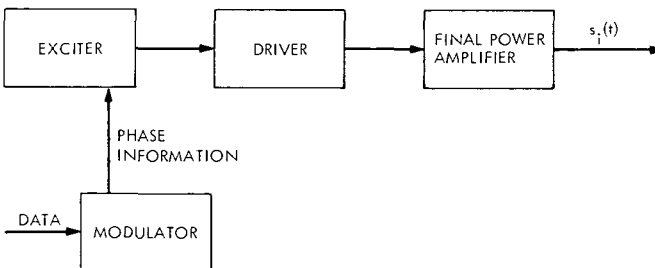 EXCITER
DRIVER
FINAL POWER
AMPLIFIER
s_i(t)
PHASE
INFORMATION
DATA
MODULATOR